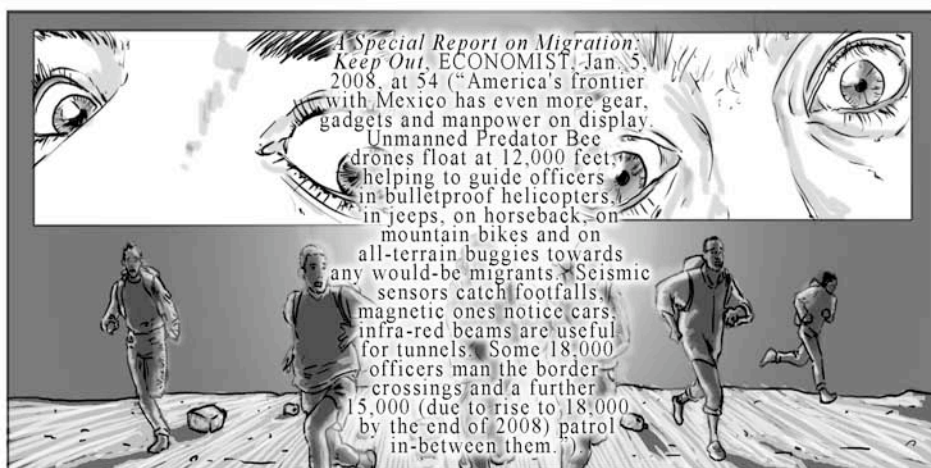 A Special Report on Migration:
Keep Out, ECONOMIST, Jan. 5,
2008, at 54 (“America's frontier
with Mexico has even more gear,
gadgets and manpower on display.
Unmanned Predator Bee
drones float at 12,000 feet,
helping to guide officers
in bulletproof helicopters,
in jeeps, on horseback, on
mountain bikes and on
all-terrain buggies towards
any would-be migrants. Seismic
sensors catch footfalls,
magnetic ones notice cars,
infra-red beams are useful
for tunnels. Some 18,000
officers man the border
crossings and a further
15,000 (due to rise to 18,000
by the end of 2008) patrol
in-between them.”).